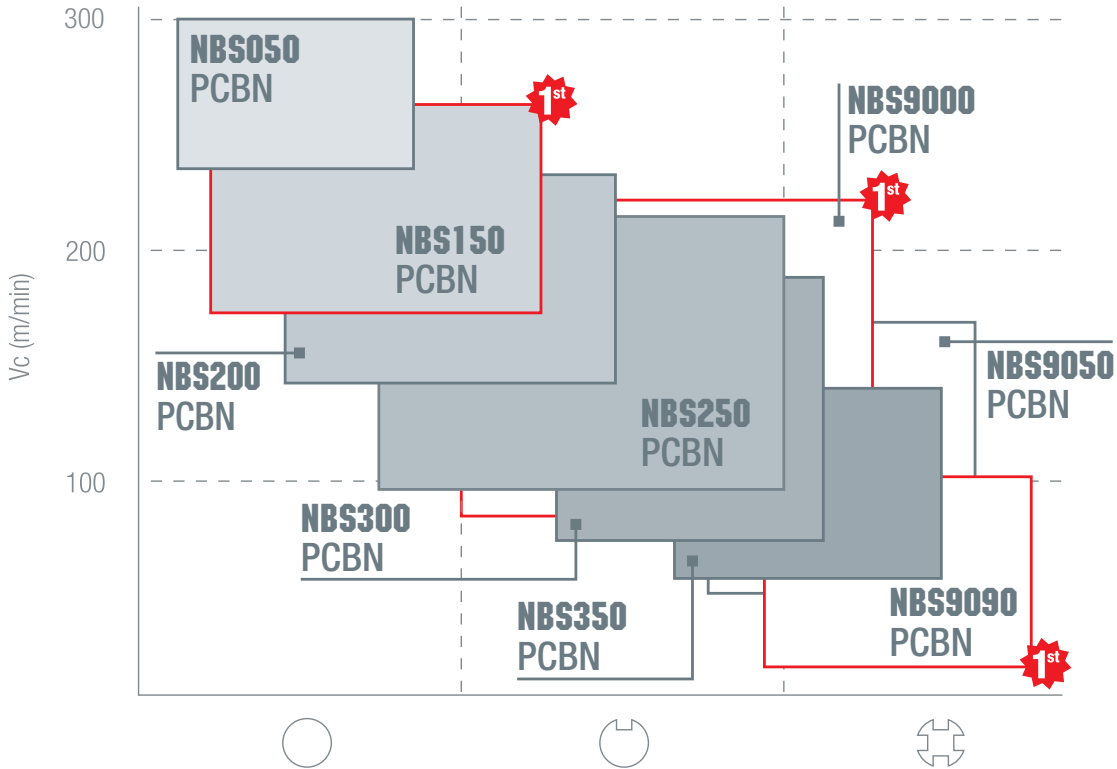 300
NBS050
PCBN
1st
NBS9000
PCBN
1st
200
NBS150
PCBN
Vc (m/min)
NBS200
PCBN
NBS9050
PCBN
NBS250
PCBN
100
NBS300
PCBN
NBS350
PCBN
NBS9090
PCBN
1st